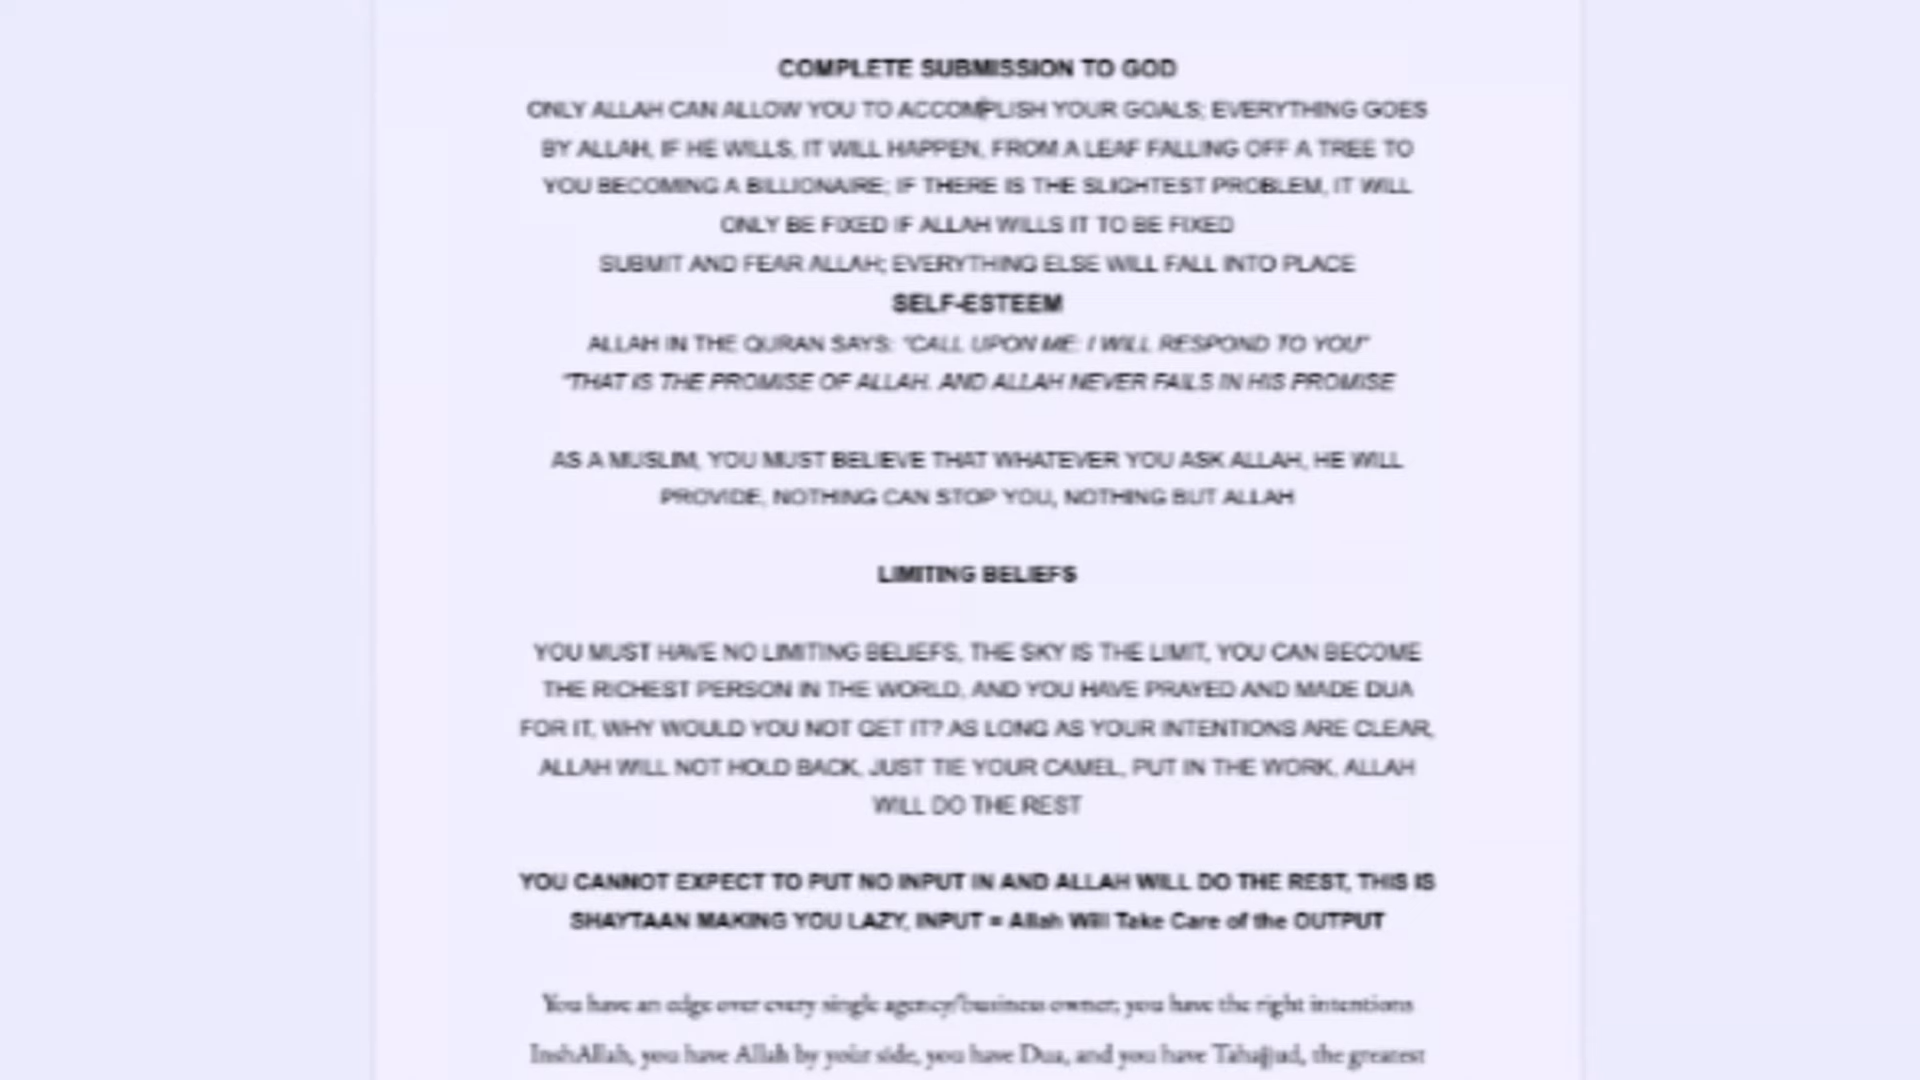 COMPLETE SUBMISSION TO GOD
ONLY ALLAH CAN ALLOW YOU TO ACCOMPLISH YOUR GOALS; EVERYTHING GOES
BY ALLAH, IF HE WILLS, IT WILL HAPPEN, FROM A LEAF FALLING OFF A TREE TO
YOU BECOMING A BILLIONAIRE; IF THERE IS THE SLIGHTEST PROBLEM, IT WILL
ONLY BE FIXED IF ALLAH WILLS IT TO BE FIXED
SUBMIT AND FEAR ALLAH; EVERYTHING ELSE WILL FALL INTO PLACE
SELF-ESTEEM
ALLAH IN THE QURAN SAYS: "CALL UPON ME: I WILL RESPOND TO YOU"
"THAT IS THE PROMISE OF ALLAH. AND ALLAH NEVER FAILS IN HIS PROMISE
AS A MUSLIM, YOU MUST BELIEVE THAT WHATEVER YOU ASK ALLAH, HE WILL
PROVIDE, NOTHING CAN STOP YOU, NOTHING BUT ALLAH
LIMITING BELIEFS
YOU MUST HAVE NO LIMITING BELIEFS, THE SKY IS THE LIMIT, YOU CAN BECOME
THE RICHEST PERSON IN THE WORLD, AND YOU HAVE PRAYED AND MADE DUA
FOR IT, WHY WOULD YOU NOT GET IT? AS LONG AS YOUR INTENTIONS ARE CLEAR,
ALLAH WILL NOT HOLD BACK, JUST TIE YOUR CAMEL, PUT IN THE WORK, ALLAH
WILL DO THE REST
YOU CANNOT EXPECT TO PUT NO INPUT IN AND ALLAH WILL DO THE REST, THIS IS
SHAYTAAN MAKING YOU LAZY, INPUT = Allah Will Take Care of the OUTPUT
You have an edge over every single agency/business owner; you have the right intentions
InshAllah, you have Allah by your side, you have Dua, and you have Tahajjud, the greatest